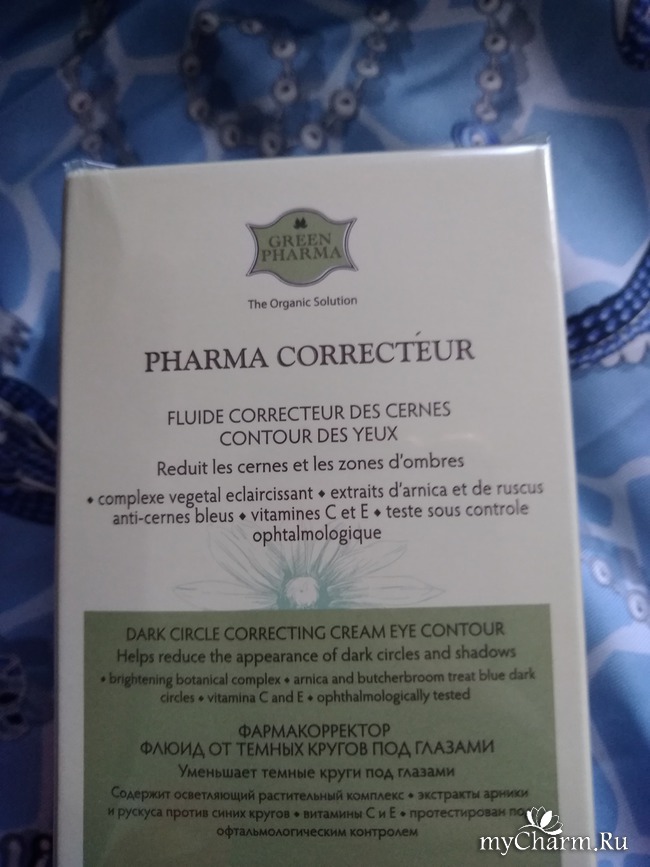 GREEN
PHARMA
The Organic Solution
PHARMA CORRECTÉUR
FLUIDE CORRECTEUR DES CERNES
CONTOUR DES YEUX
Reduit les cernes et les zones d'ombres
• complexe vegetal eclaircissant • extraits d'arnica et de ruscus
anti-cernes bleus • vitamines C et E • teste sous controle
ophtalmologique
DARK CIRCLE CORRECTING CREAM EYE CONTOUR
Helps reduce the appearance of dark circles and shadows
• brightening botanical complex • arnica and butcherbroom treat blue dark
circles • vitamina C and E • ophthalmologically tested
ФАРМАКОРРЕКТОР
ФЛЮИД ОТ ТЕМНЫХ КРУГОВ ПОД ГЛАЗАМИ
Уменьшает темные круги под глазами
Содержит осветляющий растительный комплекс • экстракты арники
и рускуса против синих кругов • витамины С и Е • протестирован под
офтальмологическим контролем
myCharm.Ru